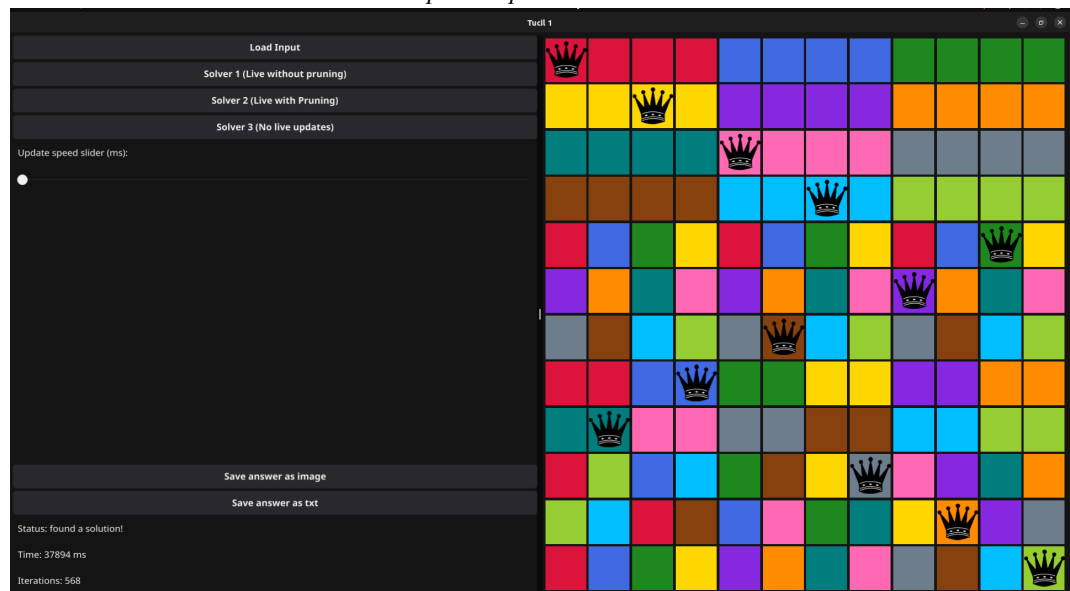 Tucil 1
Load Input
Solver 1 (Live without pruning)
Solver 2 (Live with Pruning)
Solver 3 (No live updates)
Update speed slider (ms):
Save answer as image
Save answer as txt
Status: found a solution!
Time: 37894 ms
Iterations: 568